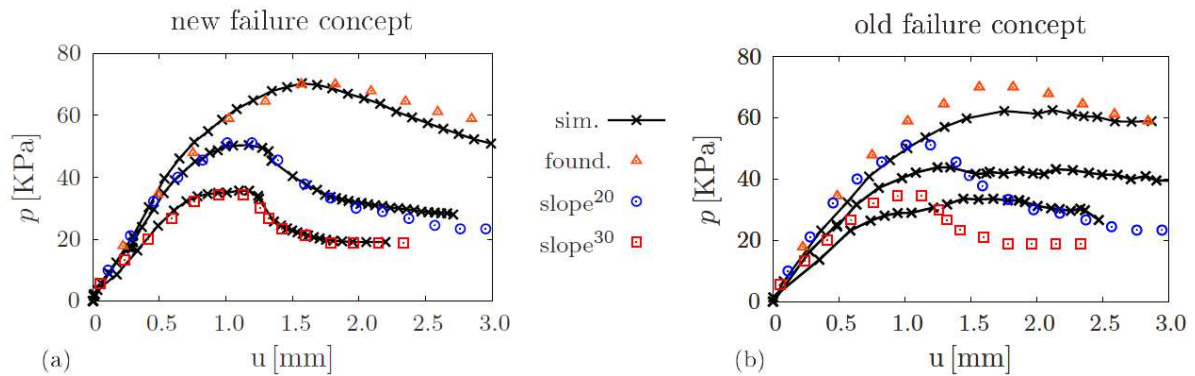 new failure concept
80
60
40
20
0
p [KPa]
0 0.5 1.0 1.5 2.0 2.5 3.0
(a) u [mm]
sim.
found.
slope²⁰
slope³⁰
old failure concept
80
60
40
20
0
p [KPa]
0 0.5 1.0 1.5 2.0 2.5 3.0
(b) u [mm]